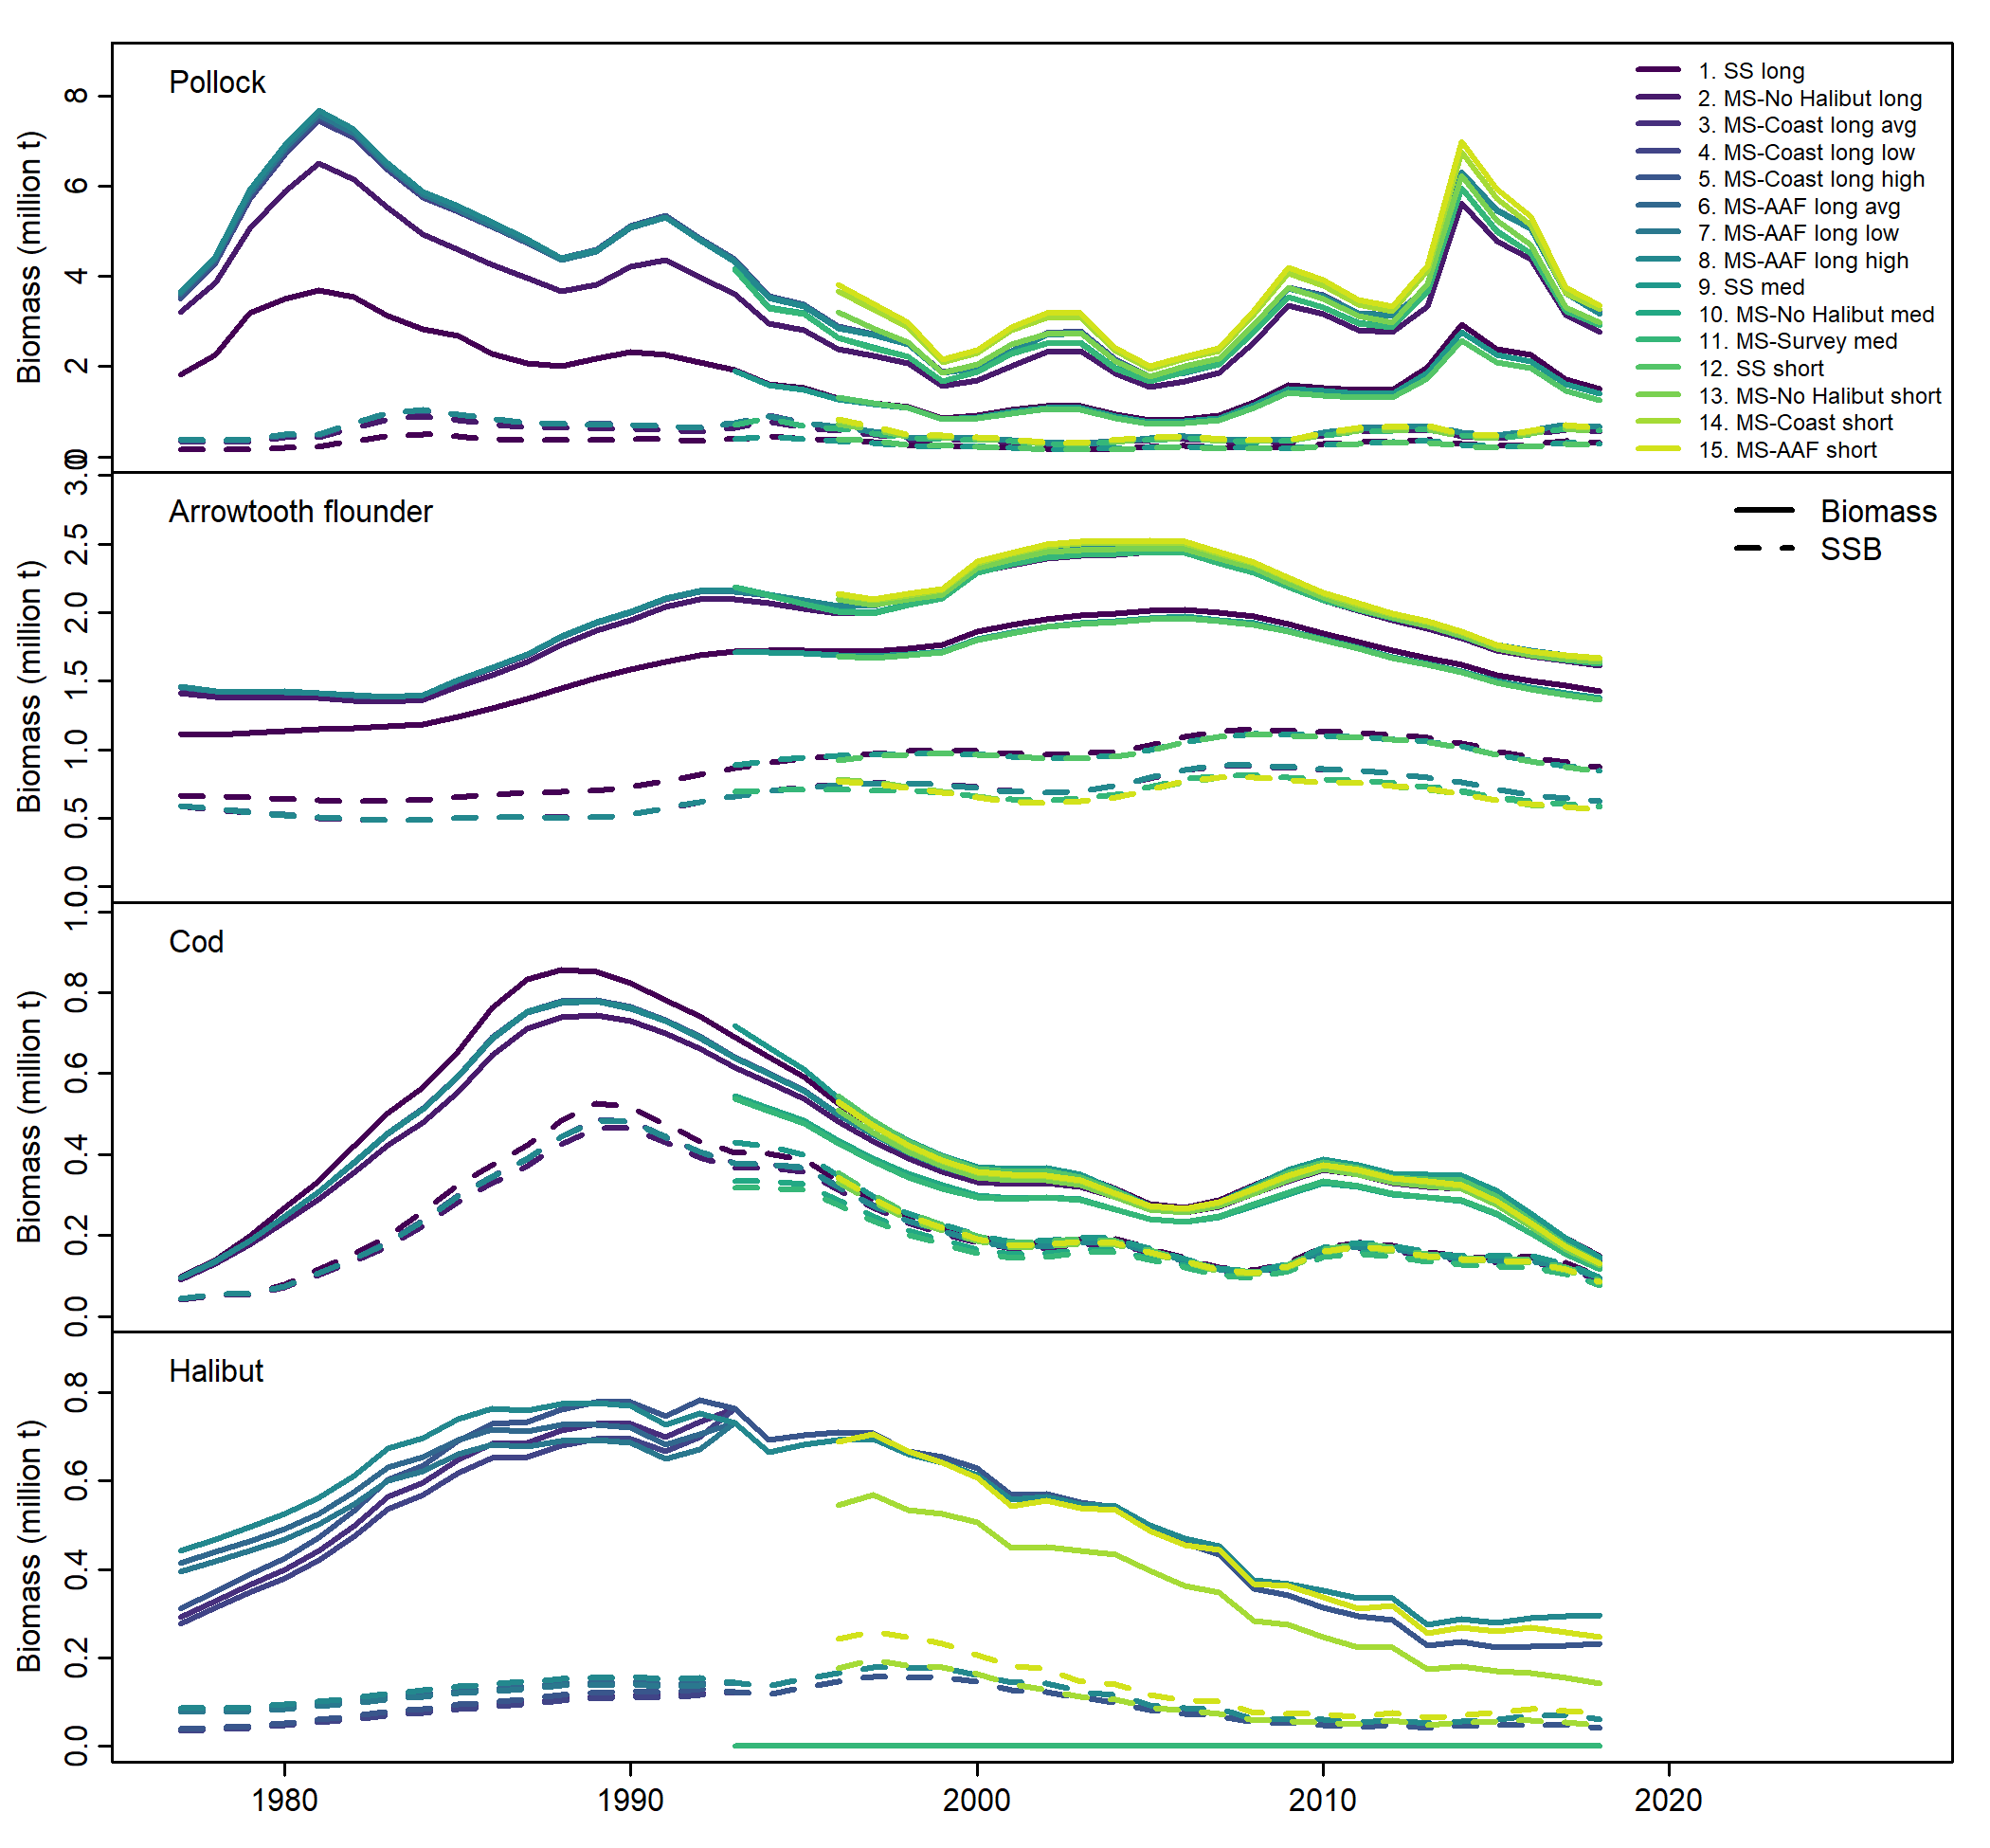 Pollock
Biomass (million t)
8
6
4
2
0
1. SS long
2. MS-No Halibut long
3. MS-Coast long avg
4. MS-Coast long low
5. MS-Coast long high
6. MS-AAF long avg
7. MS-AAF long low
8. MS-AAF long high
9. SS med
10. MS-No Halibut med
11. MS-Survey med
12. SS short
13. MS-No Halibut short
14. MS-Coast short
15. MS-AAF short
Arrowtooth flounder
Biomass (million t)
3.
2.5
2.0
1.5
1.0
0.5
0.0
Biomass
SSB
Cod
Biomass (million t)
1.
0.8
0.6
0.4
0.2
0.0
Halibut
Biomass (million t)
0.8
0.6
0.4
0.2
0.0
1980 1990 2000 2010 2020